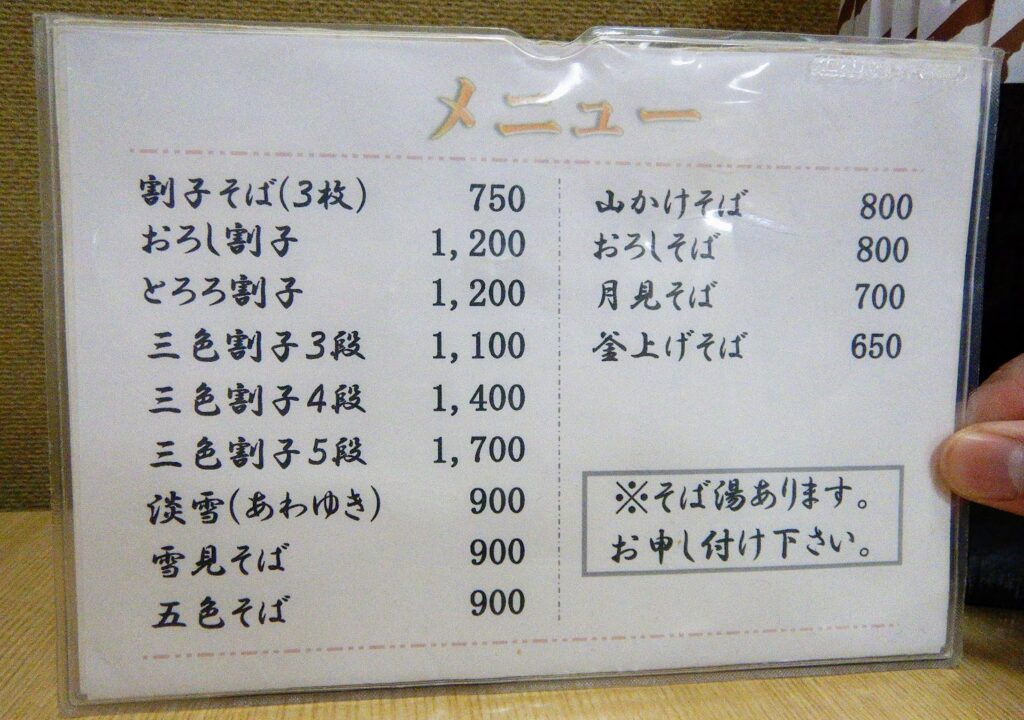 メニュー
割子そば(3枚) 750
おろし割子 1,200
とろろ割子 1,200
三色割子3段 1,100
三色割子4段 1,400
三色割子5段 1,700
淡雪(あわゆき) 900
雪見そば 900
五色そば 900
山かけそば 800
おろしそば 800
月見そば 700
釜上げそば 650
※そば湯あります。
お申し付け下さい。